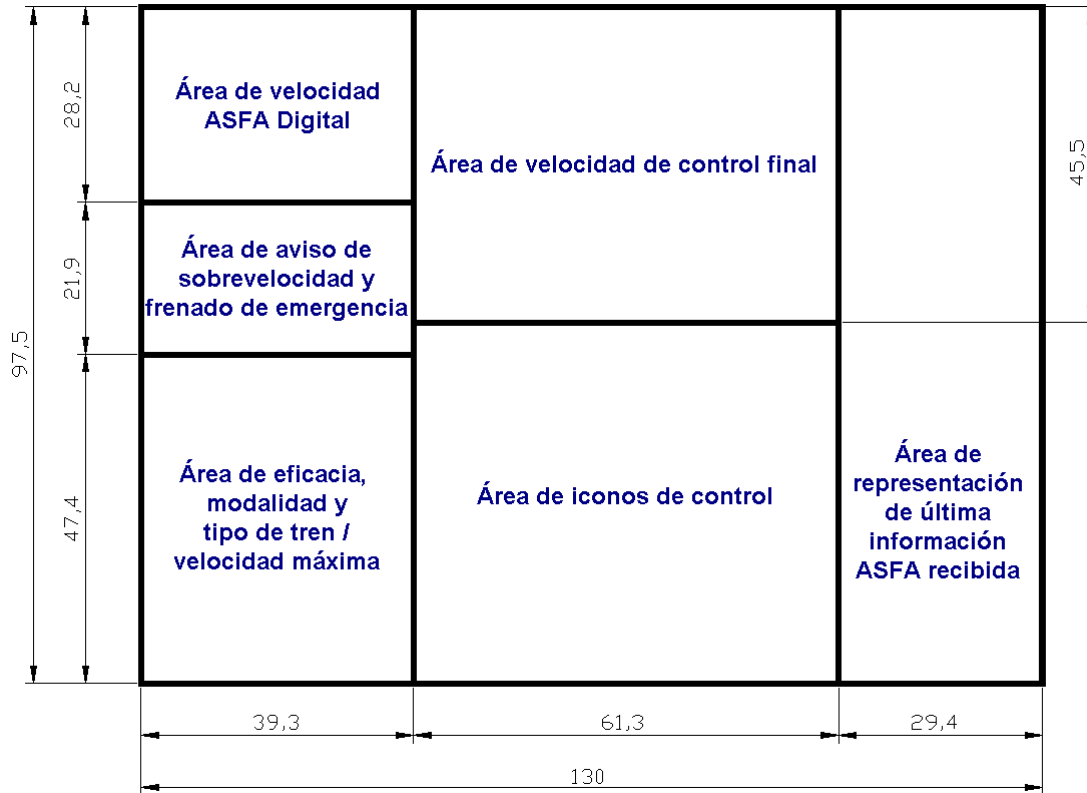 28,2
21,9
97,5
47,4
Área de velocidad
ASFA Digital
Área de aviso de
sobrevelocidad y
frenado de emergencia
Área de eficacia,
modalidad y
tipo de tren /
velocidad máxima
Área de velocidad de control final
Área de iconos de control
Área de
representación
de última
información
ASFA recibida
45,5
39,3
61,3
29,4
130